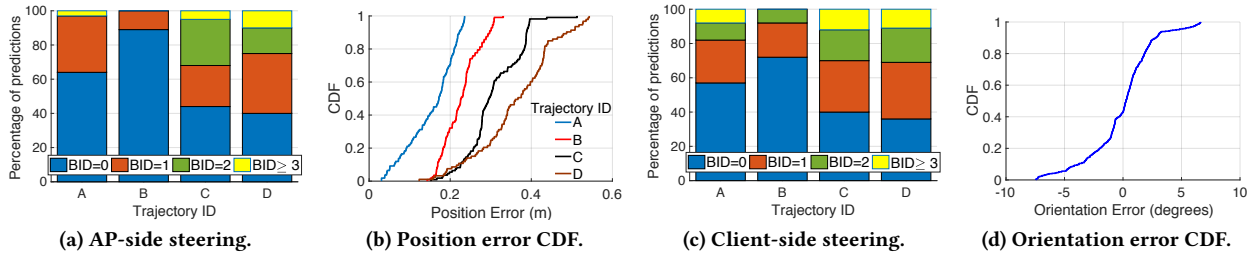 Percentage of predictions
100
80
60
40
20
0
BID=0 BID=1 BID=2 BID≥ 3
A B C D
Trajectory ID
(a) AP-side steering.
CDF
1
0.8
0.6
0.4
0.2
0
Trajectory ID
A
B
C
D
0 0.2 0.4 0.6
Position Error (m)
(b) Position error CDF.
Percentage of predictions
100
80
60
40
20
0
BID=0 BID=1 BID=2 BID≥ 3
A B C D
Trajectory ID
(c) Client-side steering.
CDF
1
0.8
0.6
0.4
0.2
0
-10 -5 0 5 10
Orientation Error (degrees)
(d) Orientation error CDF.